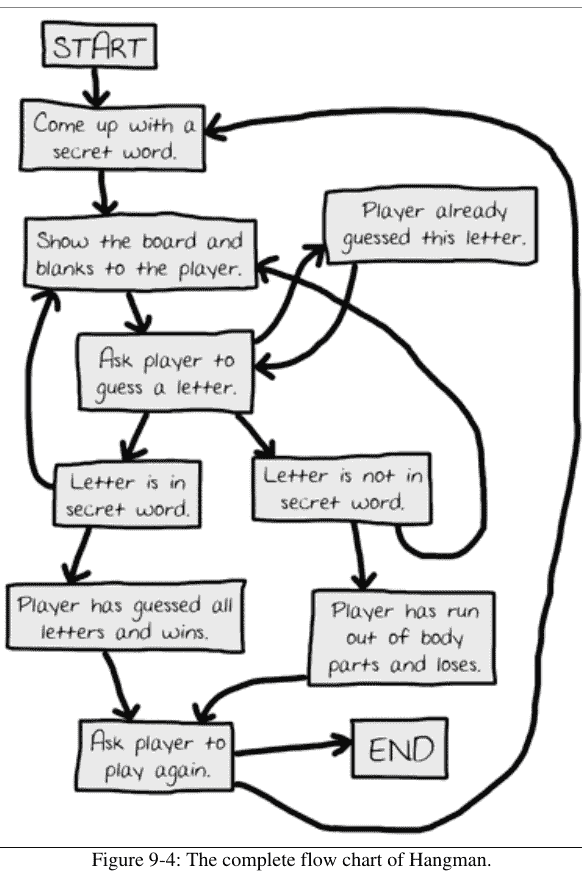 START
Come up with a
secret word.
Show the board and
blanks to the player.
Player already
guessed this letter.
Ask player to
guess a letter.
Letter is in
secret word.
Letter is not in
secret word.
Player has guessed all
letters and wins.
Player has run
out of body
parts and loses.
Ask player to
play again.
END
Figure 9-4: The complete flow chart of Hangman.